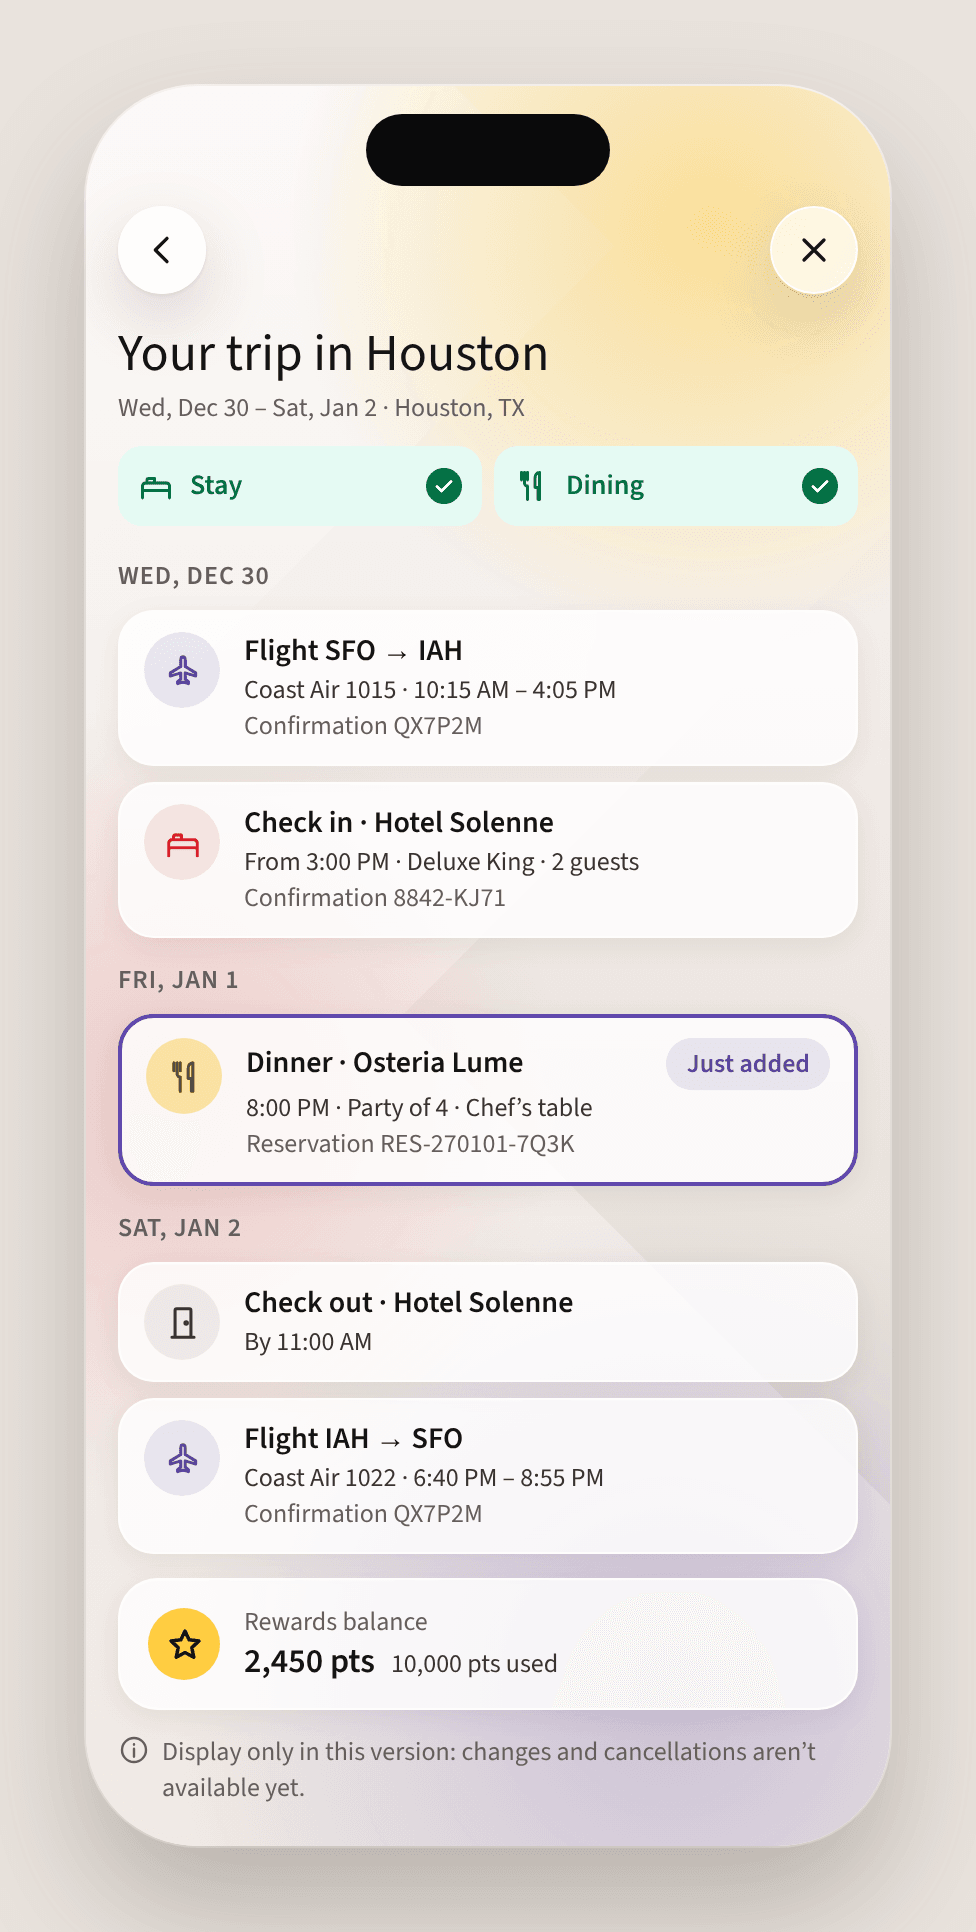 Your trip in Houston
Wed, Dec 30 – Sat, Jan 2 · Houston, TX
Stay
Dining
WED, DEC 30
Flight SFO → IAH
Coast Air 1015 · 10:15 AM – 4:05 PM
Confirmation QX7P2M
Check in · Hotel Solenne
From 3:00 PM · Deluxe King · 2 guests
Confirmation 8842-KJ71
FRI, JAN 1
Dinner · Osteria Lume
Just added
8:00 PM · Party of 4 · Chef’s table
Reservation RES-270101-7Q3K
SAT, JAN 2
Check out · Hotel Solenne
By 11:00 AM
Flight IAH → SFO
Coast Air 1022 · 6:40 PM – 8:55 PM
Confirmation QX7P2M
Rewards balance
2,450 pts 10,000 pts used
Display only in this version: changes and cancellations aren’t
available yet.